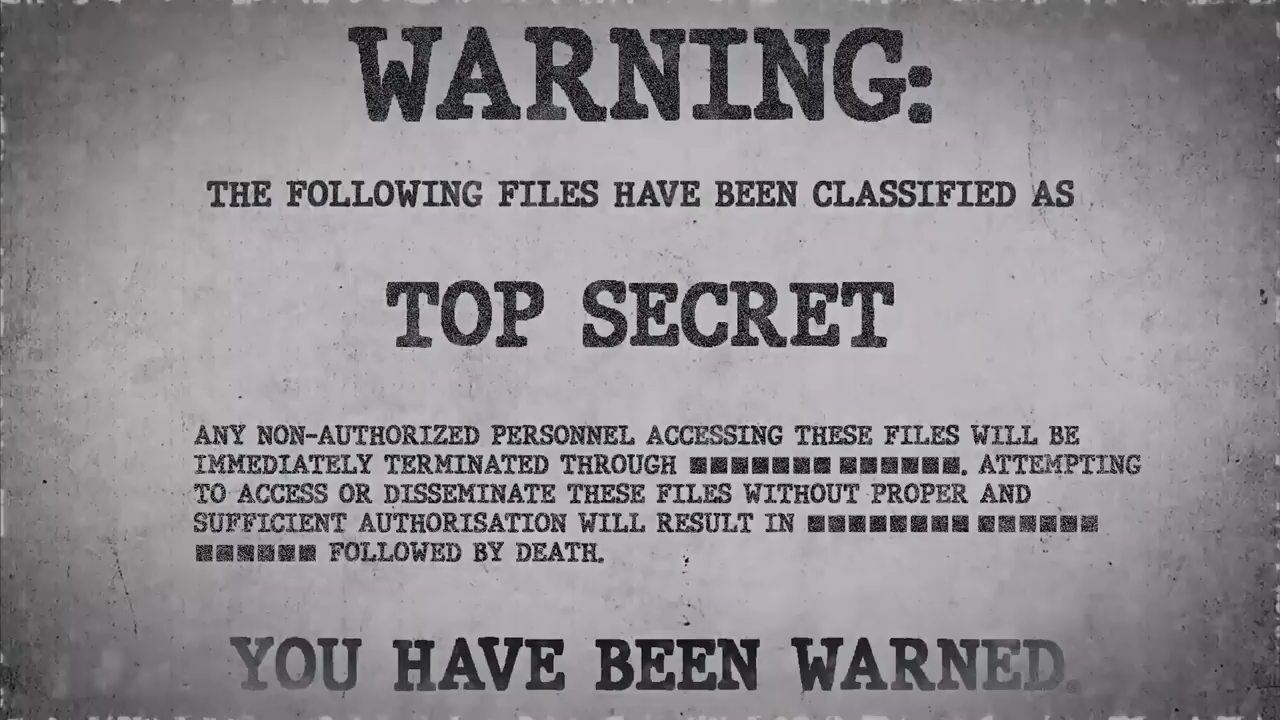 WARNING:
THE FOLLOWING FILES HAVE BEEN CLASSIFIED AS
TOP SECRET
ANY NON-AUTHORIZED PERSONNEL ACCESSING THESE FILES WILL BE
IMMEDIATELY TERMINATED THROUGH ■■■■■■■ ■■■■■■. ATTEMPTING
TO ACCESS OR DISSEMINATE THESE FILES WITHOUT PROPER AND
SUFFICIENT AUTHORISATION WILL RESULT IN ■■■■■■■■ ■■■■■■
■■■■■■ FOLLOWED BY DEATH.
YOU HAVE BEEN WARNED.